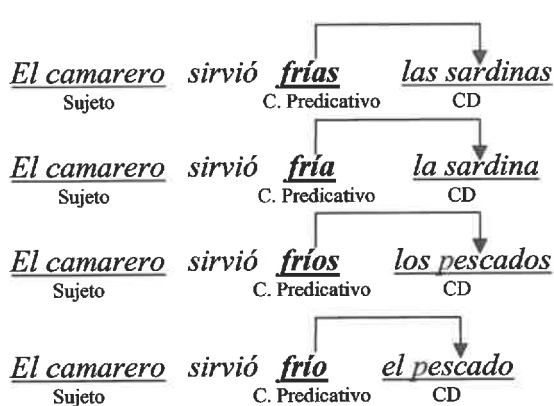 El camarero sirvió frías las sardinas
Sujeto C. Predicativo CD
El camarero sirvió fría la sardina
Sujeto C. Predicativo CD
El camarero sirvió fríos los pescados
Sujeto C. Predicativo CD
El camarero sirvió frío el pescado
Sujeto C. Predicativo CD